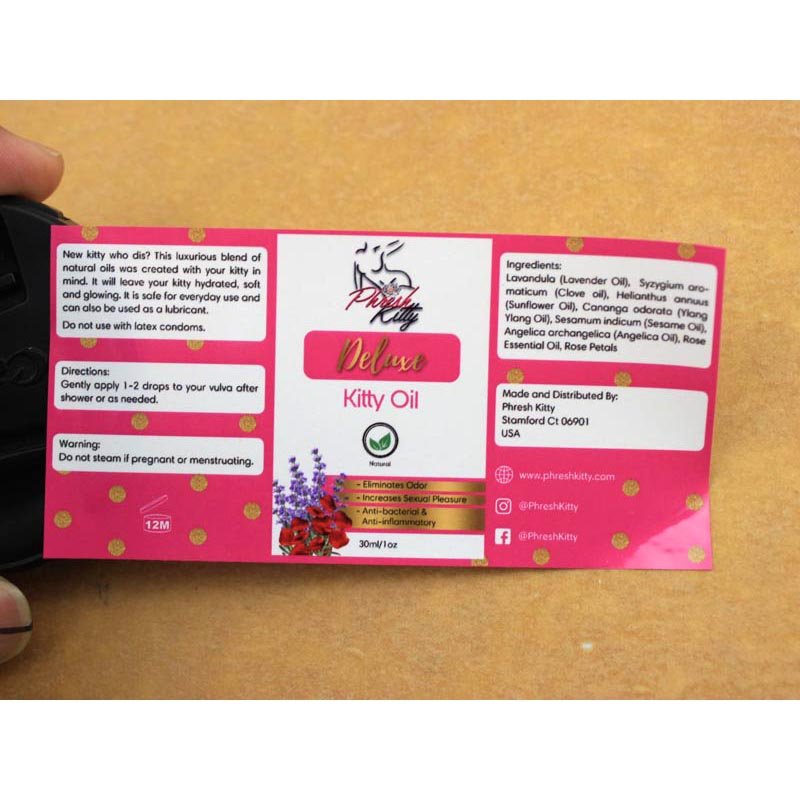 New kitty who dis? This luxurious blend of
natural oils was created with your kitty in
mind. It will leave your kitty hydrated, soft
and glowing. It is safe for everyday use and
can also be used as a lubricant.
Do not use with latex condoms.
Directions:
Gently apply 1-2 drops to your vulva after
shower or as needed.
Warning:
Do not steam if pregnant or menstruating.
12M
Phresh
Kitty
Deluxe
Kitty Oil
Natural
- Eliminates Odor
- Increases Sexual Pleasure
- Anti-bacterial &
Anti-inflammatory
30ml/1oz
Ingredients:
Lavandula (Lavender Oil), Syzygium aro-
maticum (Clove oil), Helianthus annuus
(Sunflower Oil), Cananga odorata (Ylang
Ylang Oil), Sesamum indicum (Sesame Oil),
Angelica archangelica (Angelica Oil), Rose
Essential Oil, Rose Petals
Made and Distributed By:
Phresh Kitty
Stamford Ct 06901
USA
www.phreshkitty.com
@PhreshKitty
@PhreshKitty